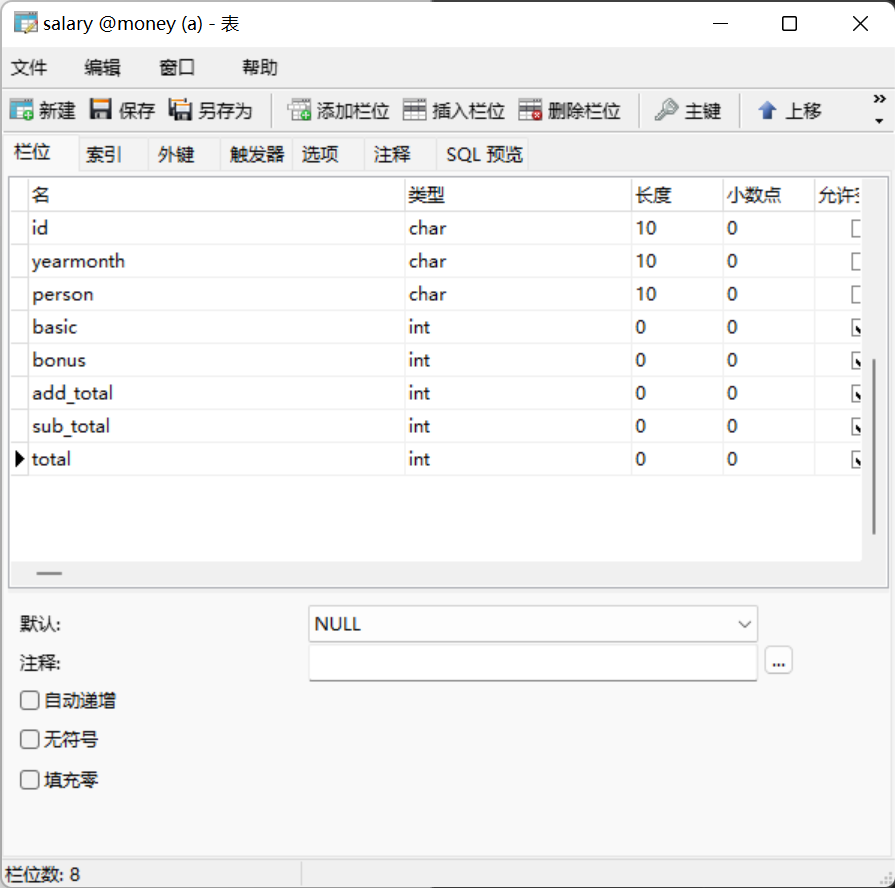 salary @money (a) - 表
文件 编辑 窗口 帮助
新建 保存 另存为 添加栏位 插入栏位 删除栏位 主键 上移 »
栏位 索引 外键 触发器 选项 注释 SQL 预览
名 类型 长度 小数点 允许
id char 10 0
yearmonth char 10 0
person char 10 0
basic int 0 0
bonus int 0 0
add_total int 0 0
sub_total int 0 0
total int 0 0
默认: NULL
注释: ...
自动递增
无符号
填充零
栏位数: 8